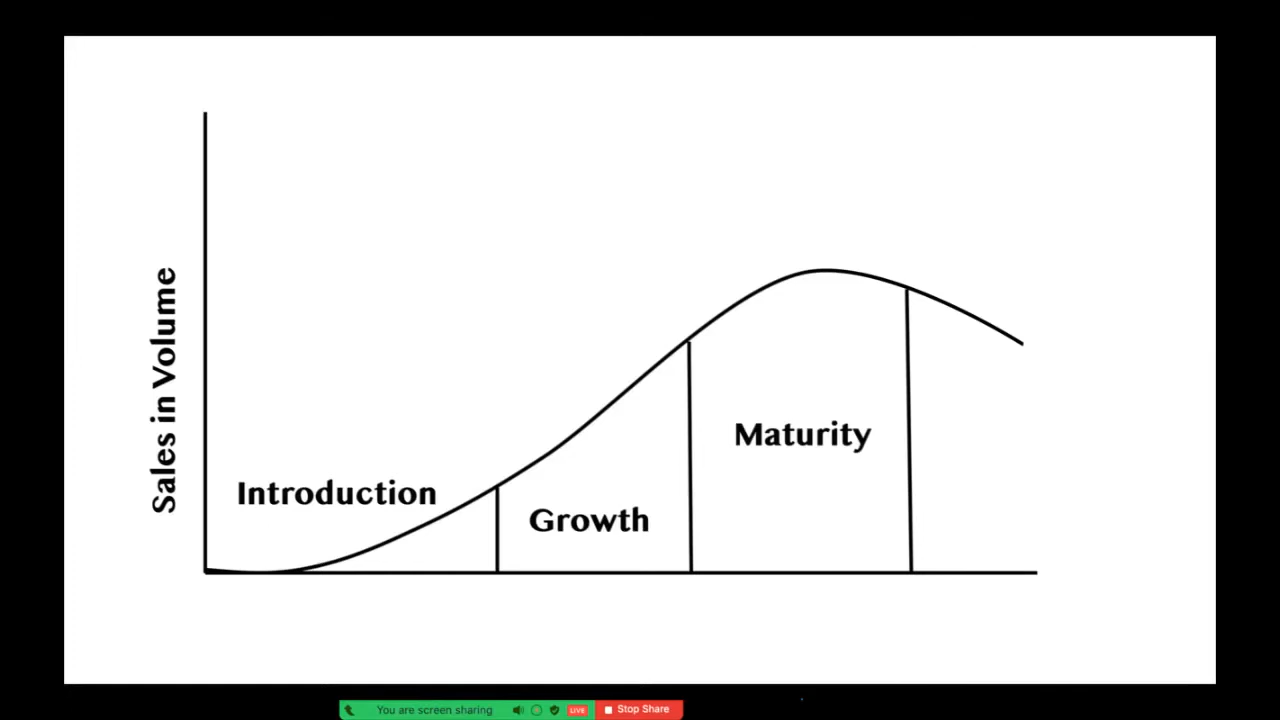 Sales in Volume
Introduction
Growth
Maturity
You are screen sharing
LIVE
Stop Share